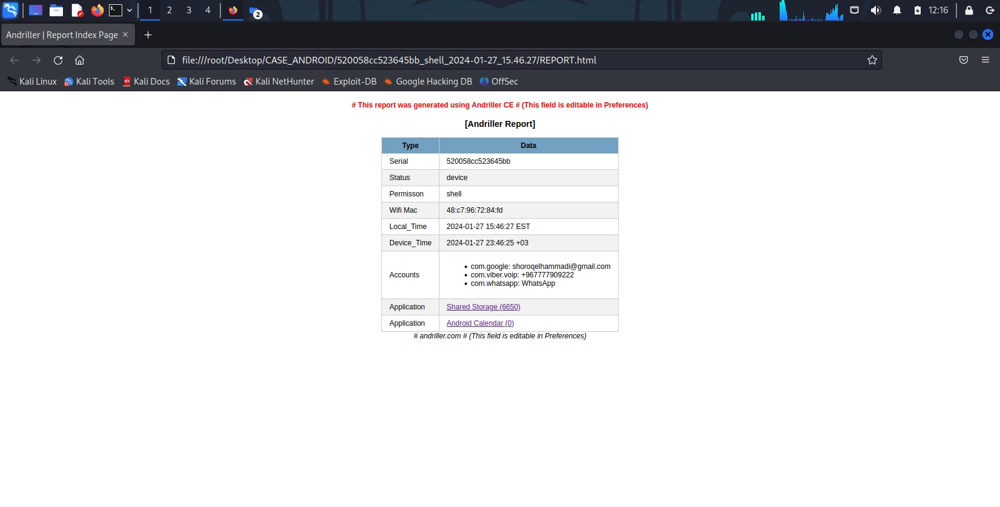 1 2 3 4 2 12:16
Andriller | Report Index Page
file:///root/Desktop/CASE_ANDROID/520058cc523645bb_shell_2024-01-27_15.46.27/REPORT.html
Kali Linux Kali Tools Kali Docs Kali Forums Kali NetHunter Exploit-DB Google Hacking DB OffSec
# This report was generated using Andriller CE # (This field is editable in Preferences)
[Andriller Report]
Type Data
Serial 520058cc523645bb
Status device
Permisson shell
Wifi Mac 48:c7:96:72:84:fd
Local_Time 2024-01-27 15:46:27 EST
Device_Time 2024-01-27 23:46:25 +03
Accounts
com.google: shoroqelhammadi@gmail.com
com.viber.voip: +967777909222
com.whatsapp: WhatsApp
Application Shared Storage (6650)
Application Android Calendar (0)
# andriller.com # (This field is editable in Preferences)